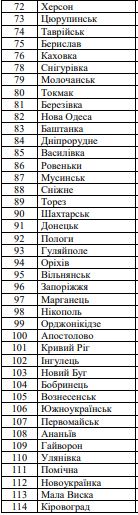 72 Херсон
73 Цюрупинськ
74 Таврійськ
75 Берислав
76 Каховка
78 Снігурівка
79 Молочанськ
80 Токмак
81 Березівка
82 Нова Одеса
83 Баштанка
84 Дніпрорудне
85 Василівка
86 Ровеньки
87 Мусинськ
88 Сніжне
89 Торез
90 Шахтарськ
91 Донецьк
92 Пологи
93 Гуляйполе
94 Оріхів
95 Вільнянськ
96 Запоріжжя
97 Марганець
98 Нікополь
99 Орджонікідзе
100 Апостолово
101 Кривий Ріг
102 Інгулець
103 Новий Буг
104 Бобринець
105 Вознесенськ
106 Южноукраїнськ
107 Первомайськ
108 Ананьїв
109 Гайворон
110 Улянівка
111 Помічна
112 Новоукраїнка
113 Мала Виска
114 Кіровоград